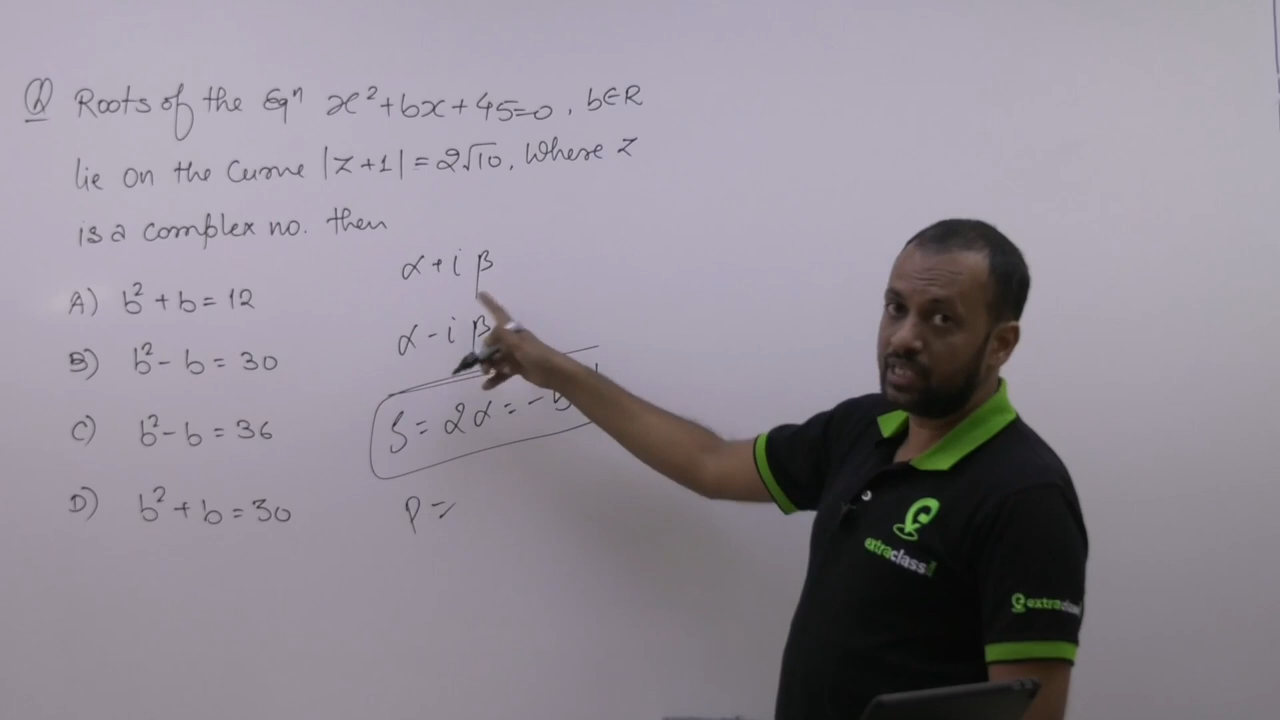 Q Roots of the Eqⁿ x²+bx+45=0, b∈R
lie on the Curve |z+1|=2√10, Where z
is a complex no. then
A) b²+b=12
B) b²-b=30
C) b²-b=36
D) b²+b=30
α+iβ
α-iβ
S=2α=-b
P=
extraclass
extraclass